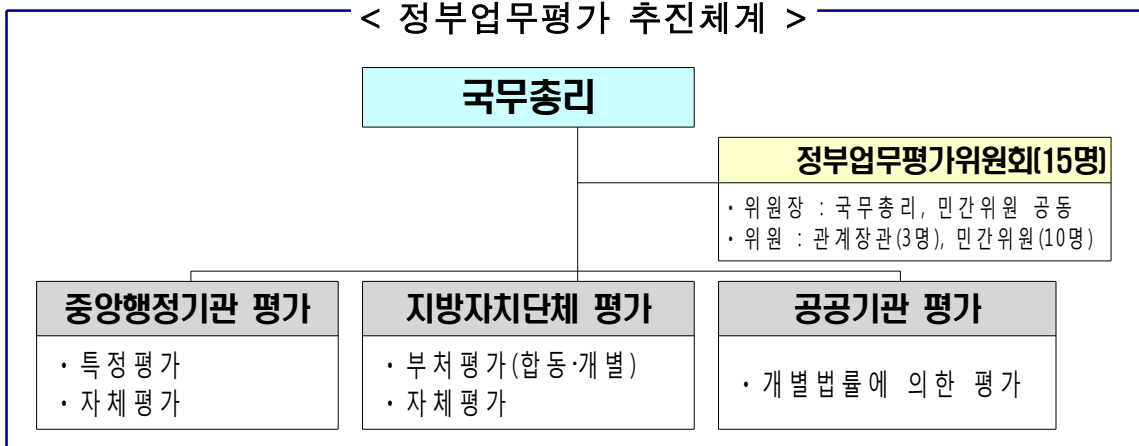 < 정부업무평가 추진체계 >
국무총리
정부업무평가위원회(15명)
· 위원장 : 국무총리, 민간위원 공동
· 위원 : 관계장관(3명), 민간위원(10명)
중앙행정기관 평가
· 특정평가
· 자체평가
지방자치단체 평가
· 부처평가(합동·개별)
· 자체평가
공공기관 평가
· 개별법률에 의한 평가